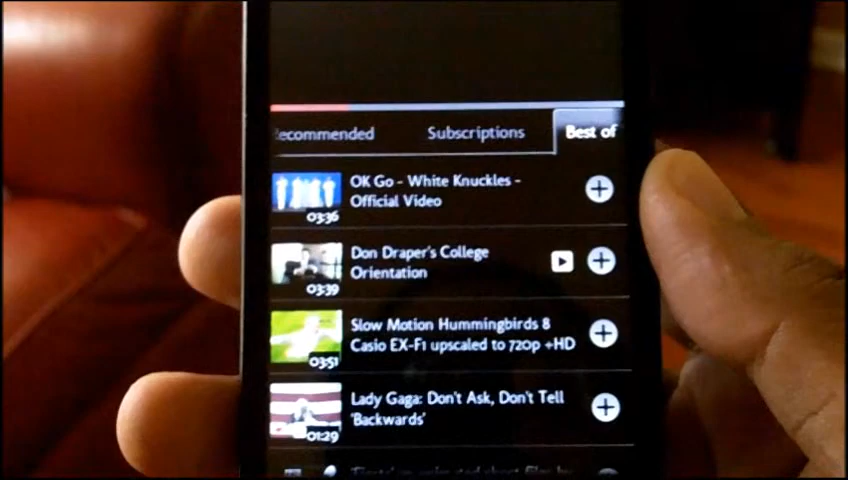 ecommended
Subscriptions
Best of
OK Go - White Knuckles -
Official Video
03:36
Don Draper's College
Orientation
03:39
Slow Motion Hummingbirds 8
Casio EX-F1 upscaled to 720p +HD
03:51
Lady Gaga: Don't Ask, Don't Tell
'Backwards'
01:29